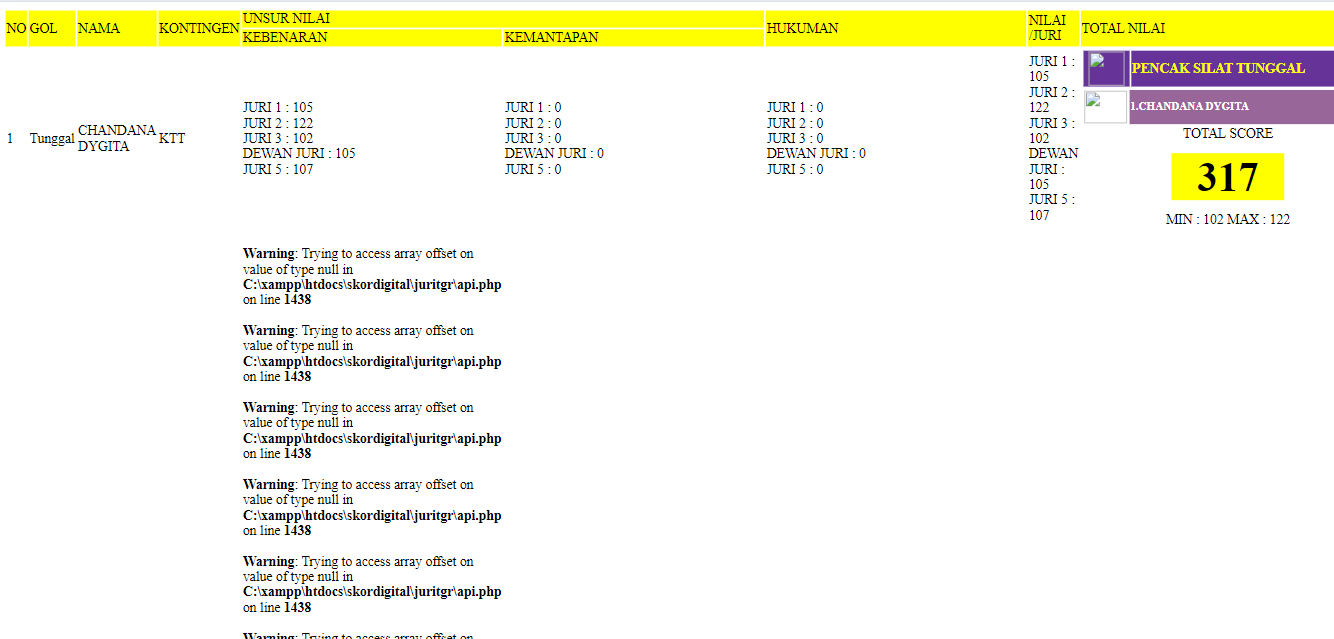 NO GOL NAMA KONTINGEN UNSUR NILAI HUKUMAN NILAI /JURI TOTAL NILAI
KEBENARAN KEMANTAPAN
1 Tunggal CHANDANA DYGITA KTT
JURI 1 : 105
JURI 2 : 122
JURI 3 : 102
DEWAN JURI : 105
JURI 5 : 107
JURI 1 : 0
JURI 2 : 0
JURI 3 : 0
DEWAN JURI : 0
JURI 5 : 0
JURI 1 : 0
JURI 2 : 0
JURI 3 : 0
DEWAN JURI : 0
JURI 5 : 0
JURI 1 :
105
JURI 2 :
122
JURI 3 :
102
DEWAN
JURI :
105
JURI 5 :
107
PENCAK SILAT TUNGGAL
1.CHANDANA DYGITA
TOTAL SCORE
317
MIN : 102 MAX : 122
Warning: Trying to access array offset on
value of type null in
C:\xampp\htdocs\skordigital\juritgr\api.php
on line 1438
Warning: Trying to access array offset on
value of type null in
C:\xampp\htdocs\skordigital\juritgr\api.php
on line 1438
Warning: Trying to access array offset on
value of type null in
C:\xampp\htdocs\skordigital\juritgr\api.php
on line 1438
Warning: Trying to access array offset on
value of type null in
C:\xampp\htdocs\skordigital\juritgr\api.php
on line 1438
Warning: Trying to access array offset on
value of type null in
C:\xampp\htdocs\skordigital\juritgr\api.php
on line 1438
Warning: Trying to access array offset on